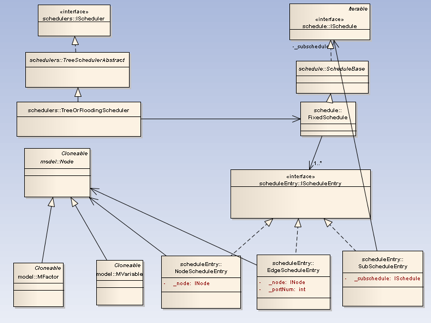 «interface»
schedulers::IScheduler
Iterable
«interface»
schedule::ISchedule
-_subschedule
schedulers::TreeSchedulerAbstract
schedule::ScheduleBase
schedulers::TreeOrFloodingScheduler
schedule::
FixedSchedule
1..*
Cloneable
model::Node
«interface»
scheduleEntry::IScheduleEntry
Cloneable
model::MFactor
Cloneable
model::MVariable
scheduleEntry::
NodeScheduleEntry
- _node: INode
scheduleEntry::
EdgeScheduleEntry
- _node: INode
- _portNum: int
scheduleEntry::
SubScheduleEntry
- _subschedule: ISchedule